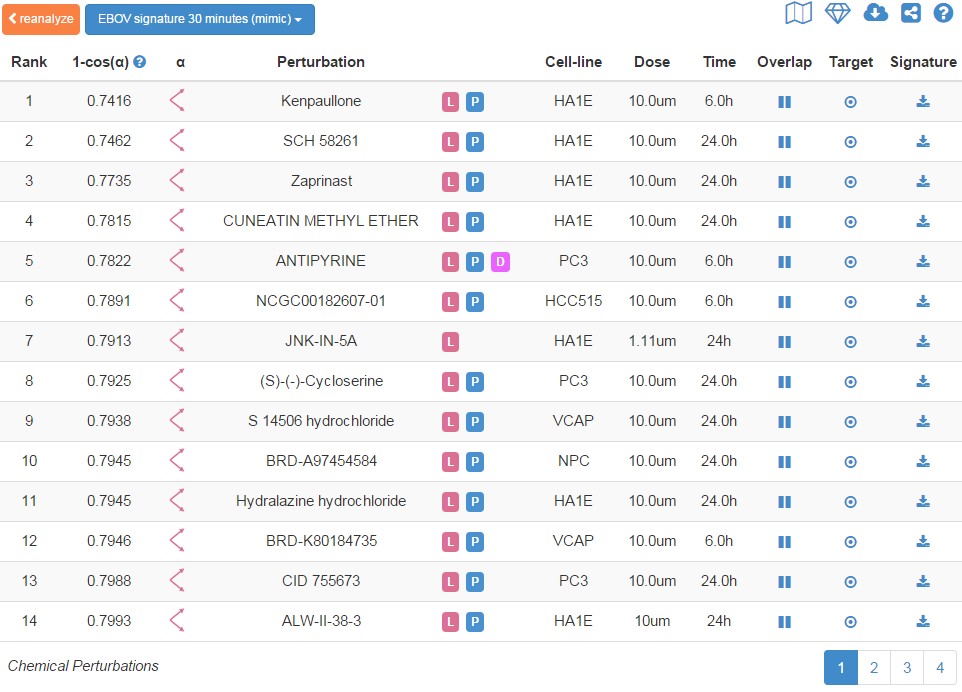 reanalyze EBOV signature 30 minutes (mimic) ?
Rank 1-cos(α) ? α Perturbation Cell-line Dose Time Overlap Target Signature
1 0.7416 Kenpaullone L P HA1E 10.0um 6.0h
2 0.7462 SCH 58261 L P HA1E 10.0um 24.0h
3 0.7735 Zaprinast L P HA1E 10.0um 24.0h
4 0.7815 CUNEATIN METHYL ETHER L P HA1E 10.0um 24.0h
5 0.7822 ANTIPYRINE L P D PC3 10.0um 6.0h
6 0.7891 NCGC00182607-01 L P HCC515 10.0um 6.0h
7 0.7913 JNK-IN-5A L HA1E 1.11um 24h
8 0.7925 (S)-(-)-Cycloserine L P PC3 10.0um 24.0h
9 0.7938 S 14506 hydrochloride L P VCAP 10.0um 24.0h
10 0.7945 BRD-A97454584 L P NPC 10.0um 24.0h
11 0.7945 Hydralazine hydrochloride L P HA1E 10.0um 24.0h
12 0.7946 BRD-K80184735 L P VCAP 10.0um 6.0h
13 0.7988 CID 755673 L P PC3 10.0um 24.0h
14 0.7993 ALW-II-38-3 L P HA1E 10um 24h
Chemical Perturbations 1 2 3 4